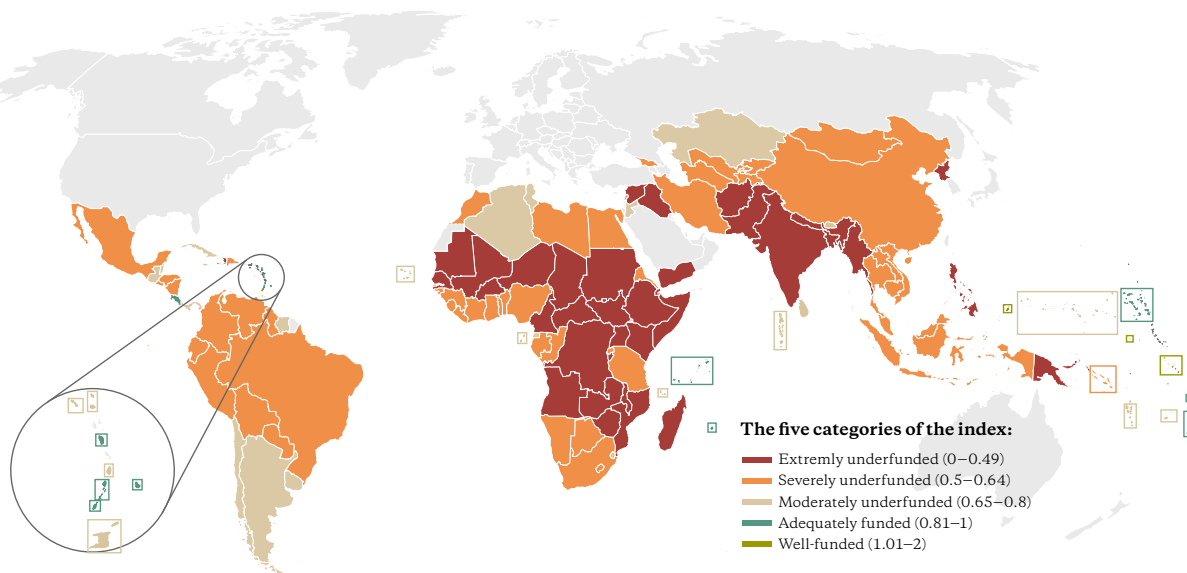 The five categories of the index:
Extremly underfunded (0–0.49)
Severely underfunded (0.5–0.64)
Moderately underfunded (0.65–0.8)
Adequately funded (0.81–1)
Well-funded (1.01–2)